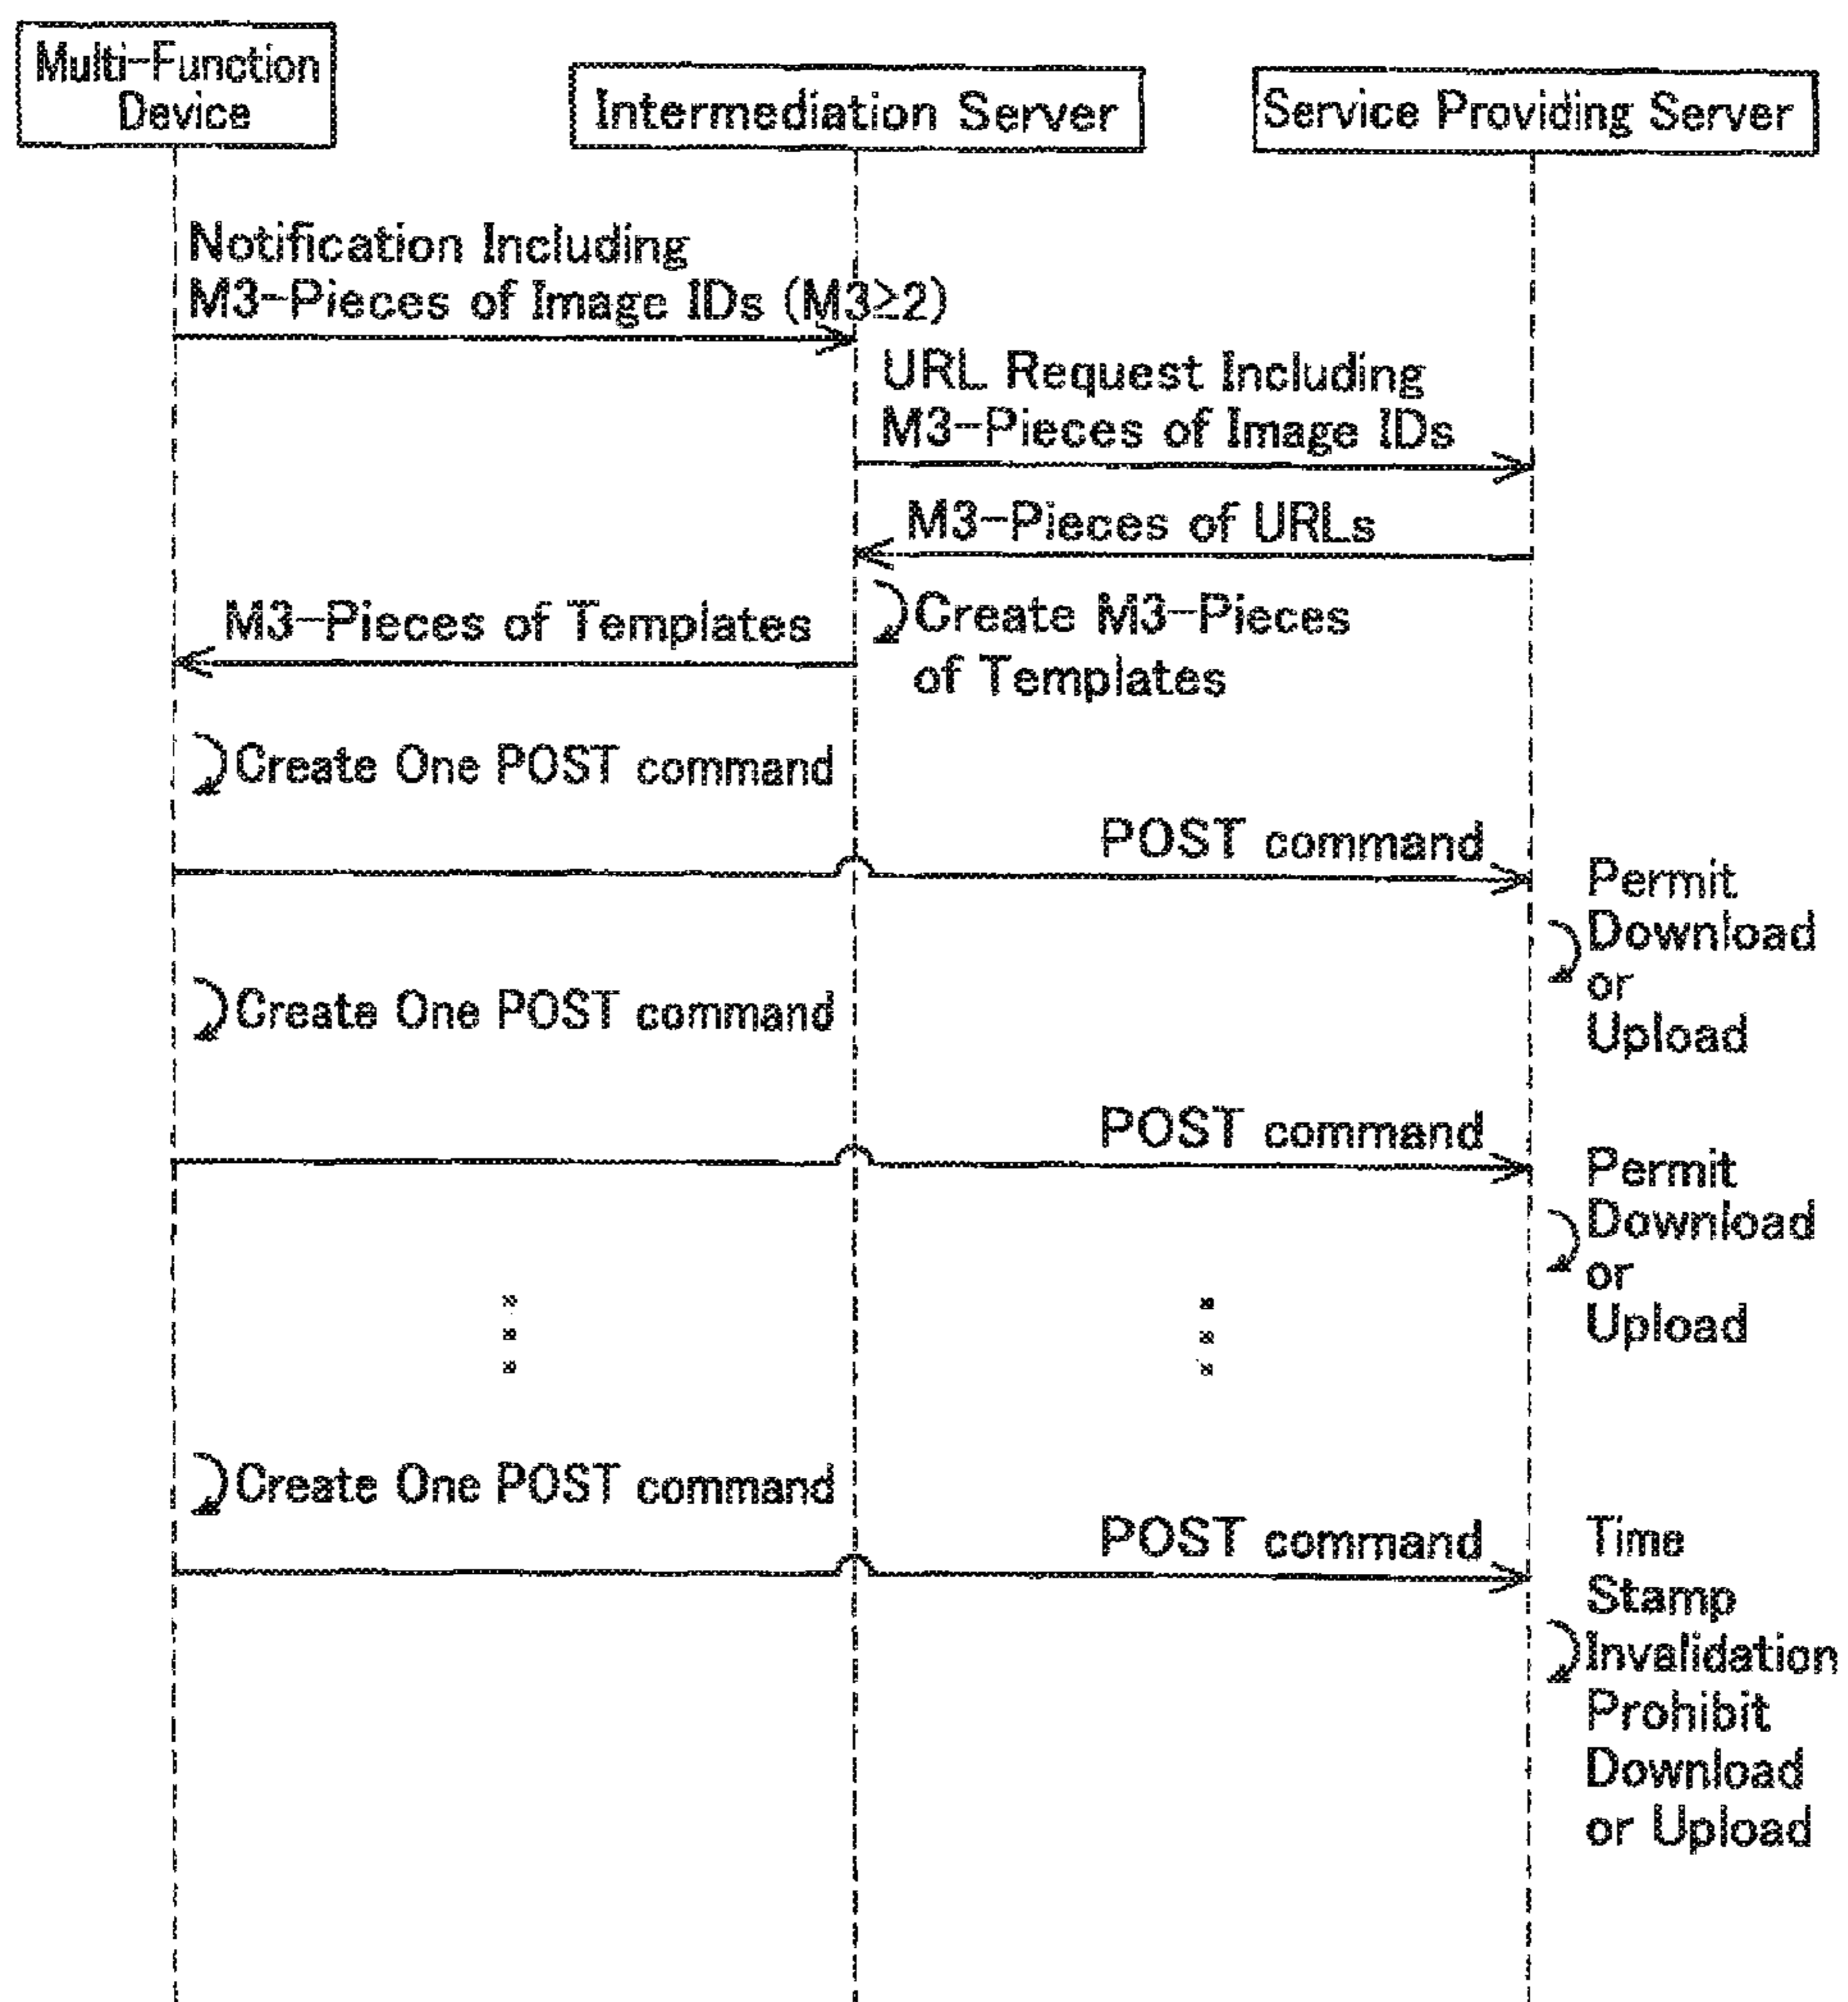 Multi-Function
Device
Intermediation Server
Service Providing Server
Notification Including
M3-Pieces of Image IDs (M3≥2)
URL Request Including
M3-Pieces of Image IDs
M3-Pieces of URLs
Create M3-Pieces
of Templates
M3-Pieces of Templates
Create One POST command
POST command
Permit
Download
or
Upload
Create One POST command
POST command
Permit
Download
or
Upload
Create One POST command
POST command
Time
Stamp
Invalidation
Prohibit
Download
or Upload